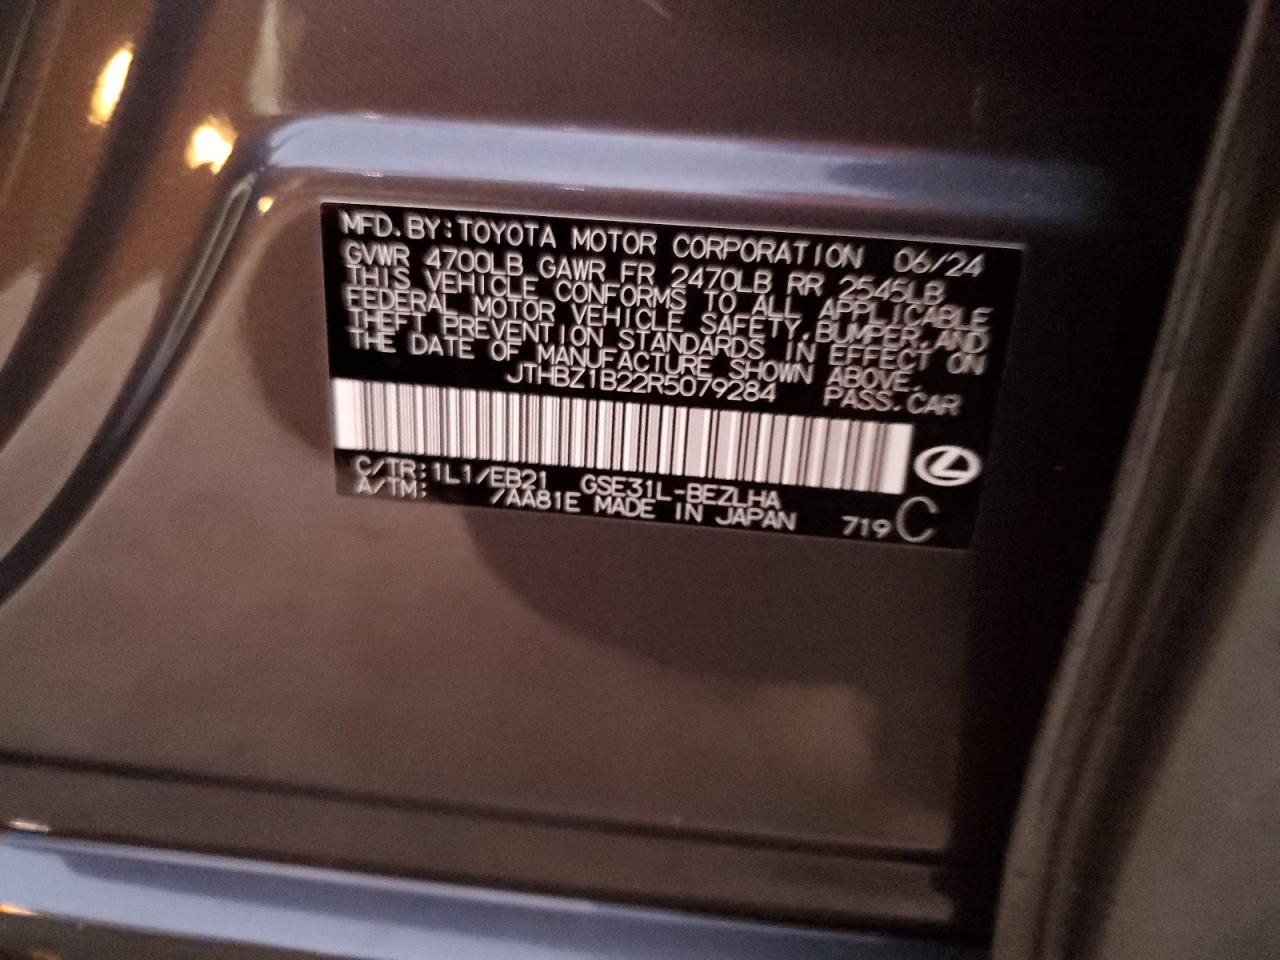 MFD.BY:TOYOTA MOTOR CORPORATION 06/24
GVWR 4700LB GAWR FR 2470LB RR 2545LB
THIS VEHICLE CONFORMS TO ALL APPLICABLE
FEDERAL MOTOR VEHICLE SAFETY,BUMPER,AND
THEFT PREVENTION STANDARDS IN EFFECT ON
THE DATE OF MANUFACTURE SHOWN ABOVE.
JTHBZ1B22R5079284 PASS.CAR
C/TR:1L1/EB21 GSE31L-BEZLHA
A/TM: /AA81E MADE IN JAPAN 719 C